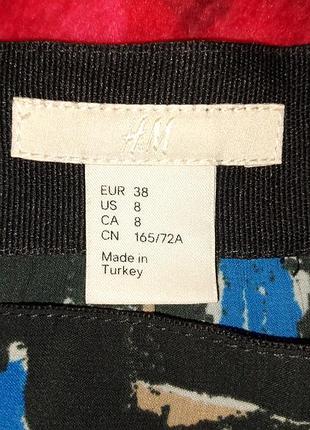 H&M
EUR 38
US 8
CA 8
CN 165/72A
Made in
Turkey